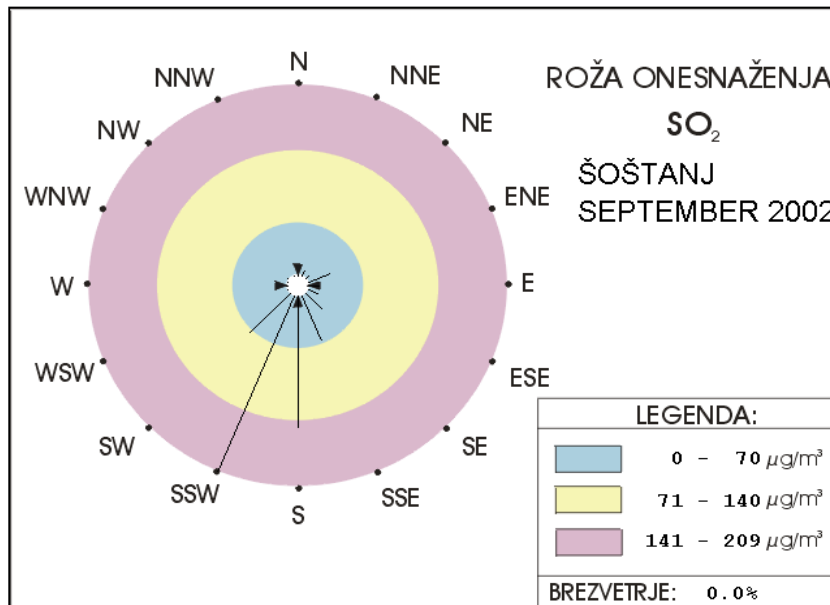 N
NNE
NE
ENE
E
ESE
SE
SSE
S
SSW
SW
WSW
W
WNW
NW
NNW
ROŽA ONESNAŽENJA
SO₂
ŠOŠTANJ
SEPTEMBER 2002
LEGENDA:
0 - 70 µg/m³
71 - 140 µg/m³
141 - 209 µg/m³
BREZVETRJE: 0.0%